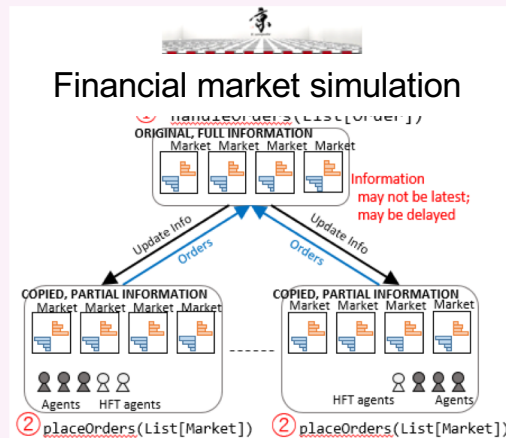 京
Financial market simulation
① handleOrders(List[Order])
ORIGINAL, FULL INFORMATION
Market Market Market Market
Information
may not be latest;
may be delayed
Update Info
Orders
Orders
Update Info
COPIED, PARTIAL INFORMATION
Market Market Market Market
Agents HFT agents
② placeOrders(List[Market])
COPIED, PARTIAL INFORMATION
Market Market Market Market
HFT agents Agents
② placeOrders(List[Market])